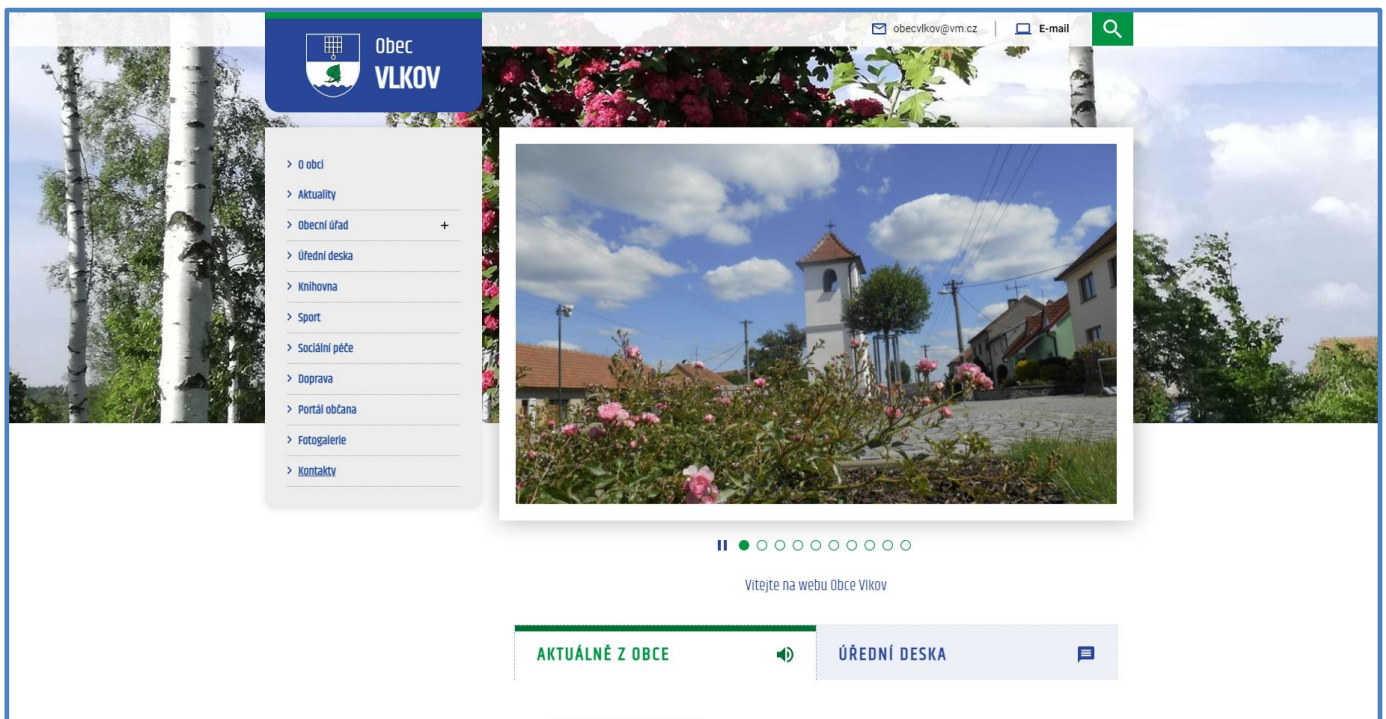 obecvlkov@vm.cz
E-mail
Obec
VLKOV
O obci
Aktuality
Obecní úřad
Úřední deska
Knihovna
Sport
Sociální péče
Doprava
Portál občana
Fotogalerie
Kontakty
Vítejte na webu Obce Vlkov
AKTUÁLNĚ Z OBCE
ÚŘEDNÍ DESKA